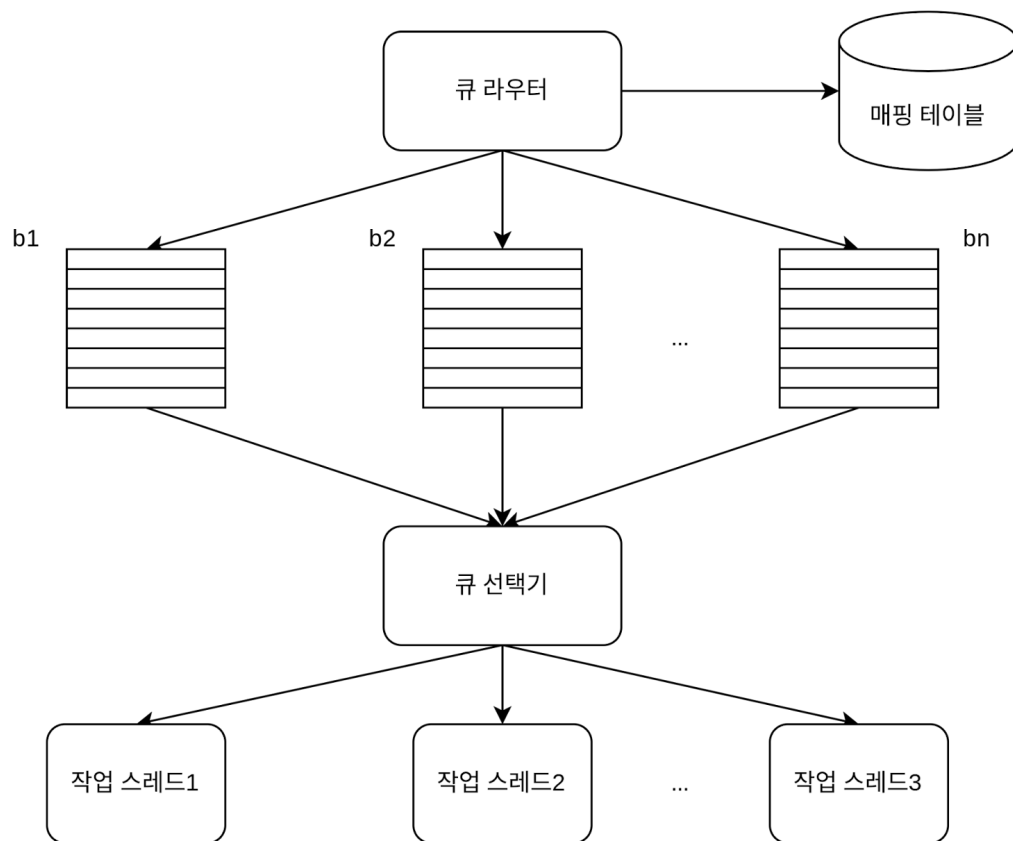 큐 라우터
매핑 테이블
b1
b2
bn
...
큐 선택기
작업 스레드1
작업 스레드2
...
작업 스레드3